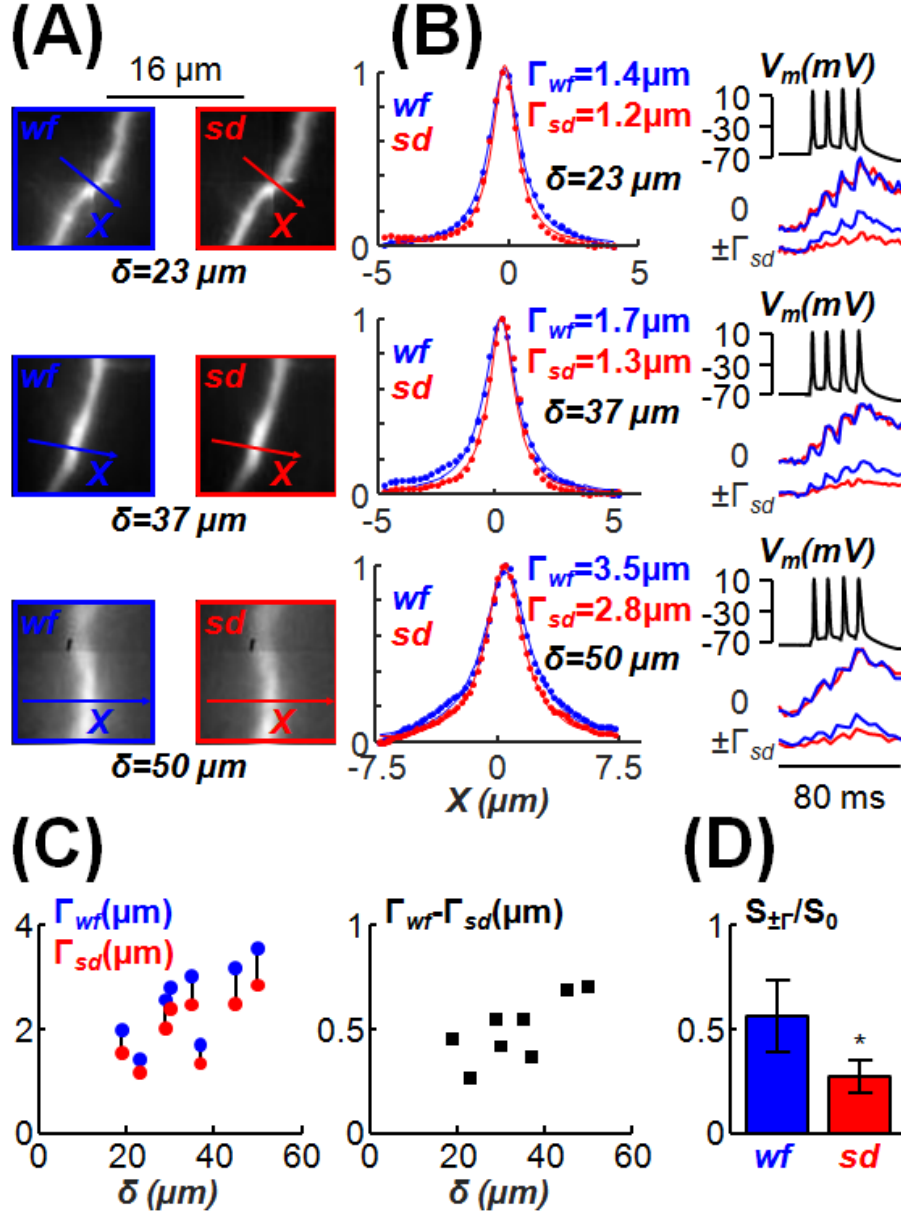 (A)
16 µm
wf
X
sd
X
δ=23 µm
wf
X
sd
X
δ=37 µm
wf
X
sd
X
δ=50 µm
(B)
1
0
wf
sd
Γwf=1.4µm
Γsd=1.2µm
δ=23 µm
-5 0 5
Vm(mV)
10
-30
-70
0
±Γsd
1
0
wf
sd
Γwf=1.7µm
Γsd=1.3µm
δ=37 µm
-5 0 5
Vm(mV)
10
-30
-70
0
±Γsd
1
0
wf
sd
Γwf=3.5µm
Γsd=2.8µm
δ=50 µm
-7.5 0 7.5
X (µm)
Vm(mV)
10
-30
-70
0
±Γsd
80 ms
(C)
Γwf(µm)
Γsd(µm)
4
2
0
0 20 40 60
δ (µm)
Γwf-Γsd(µm)
1
0.5
0
0 20 40 60
δ (µm)
(D)
S±Γ/S0
1
0.5
0
*
wf sd